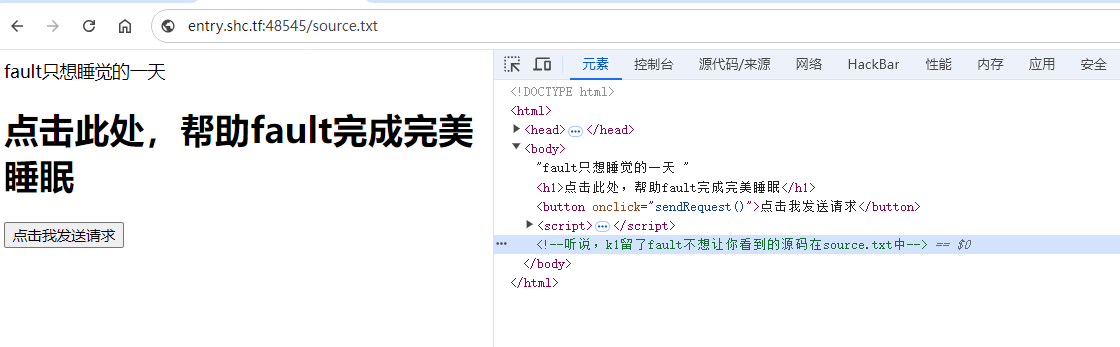 entry.shc.tf:48545/source.txt
fault只想睡觉的一天
点击此处，帮助fault完成完美
睡眠
点击我发送请求
元素 控制台 源代码/来源 网络 HackBar 性能 内存 应用 安全
<!DOCTYPE html>
<html>
<head> ••• </head>
<body>
"fault只想睡觉的一天 "
<h1>点击此处，帮助fault完成完美睡眠</h1>
<button onclick="sendRequest()">点击我发送请求</button>
<script> ••• </script>
••• <!--听说，k1留了fault不想让你看到的源码在source.txt中--> == $0
</body>
</html>